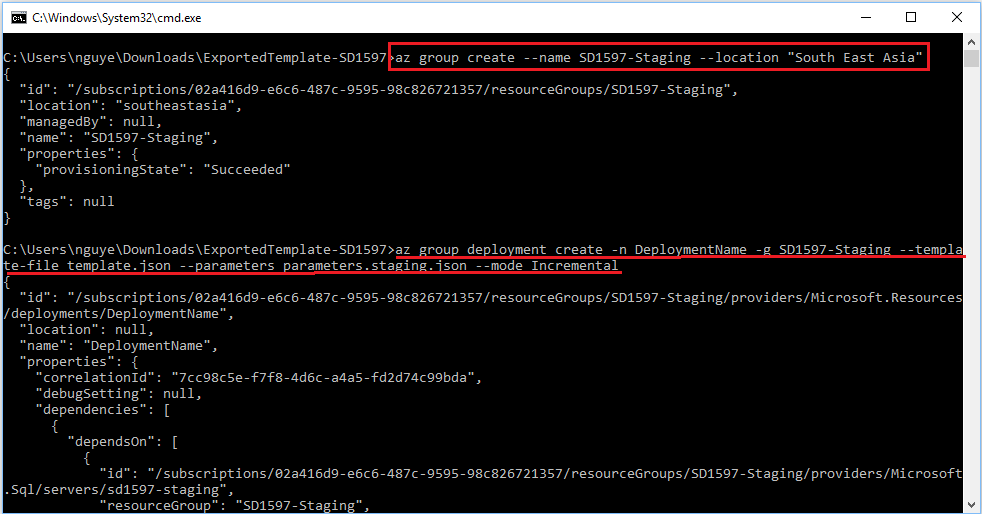 C:\Windows\System32\cmd.exe
C:\Users\nguye\Downloads\ExportedTemplate-SD1597>az group create --name SD1597-Staging --location "South East Asia"
{
  "id": "/subscriptions/02a416d9-e6c6-487c-9595-98c826721357/resourceGroups/SD1597-Staging",
  "location": "southeastasia",
  "managedBy": null,
  "name": "SD1597-Staging",
  "properties": {
    "provisioningState": "Succeeded"
  },
  "tags": null
}
C:\Users\nguye\Downloads\ExportedTemplate-SD1597>az group deployment create -n DeploymentName -g SD1597-Staging --templa
te-file template.json --parameters parameters.staging.json --mode Incremental
{
  "id": "/subscriptions/02a416d9-e6c6-487c-9595-98c826721357/resourceGroups/SD1597-Staging/providers/Microsoft.Resources
/deployments/DeploymentName",
  "location": null,
  "name": "DeploymentName",
  "properties": {
    "correlationId": "7cc98c5e-f7f8-4d6c-a4a5-fd2d74c99bda",
    "debugSetting": null,
    "dependencies": [
      {
        "dependsOn": [
          {
            "id": "/subscriptions/02a416d9-e6c6-487c-9595-98c826721357/resourceGroups/SD1597-Staging/providers/Microsoft
.Sql/servers/sd1597-staging",
            "resourceGroup": "SD1597-Staging",